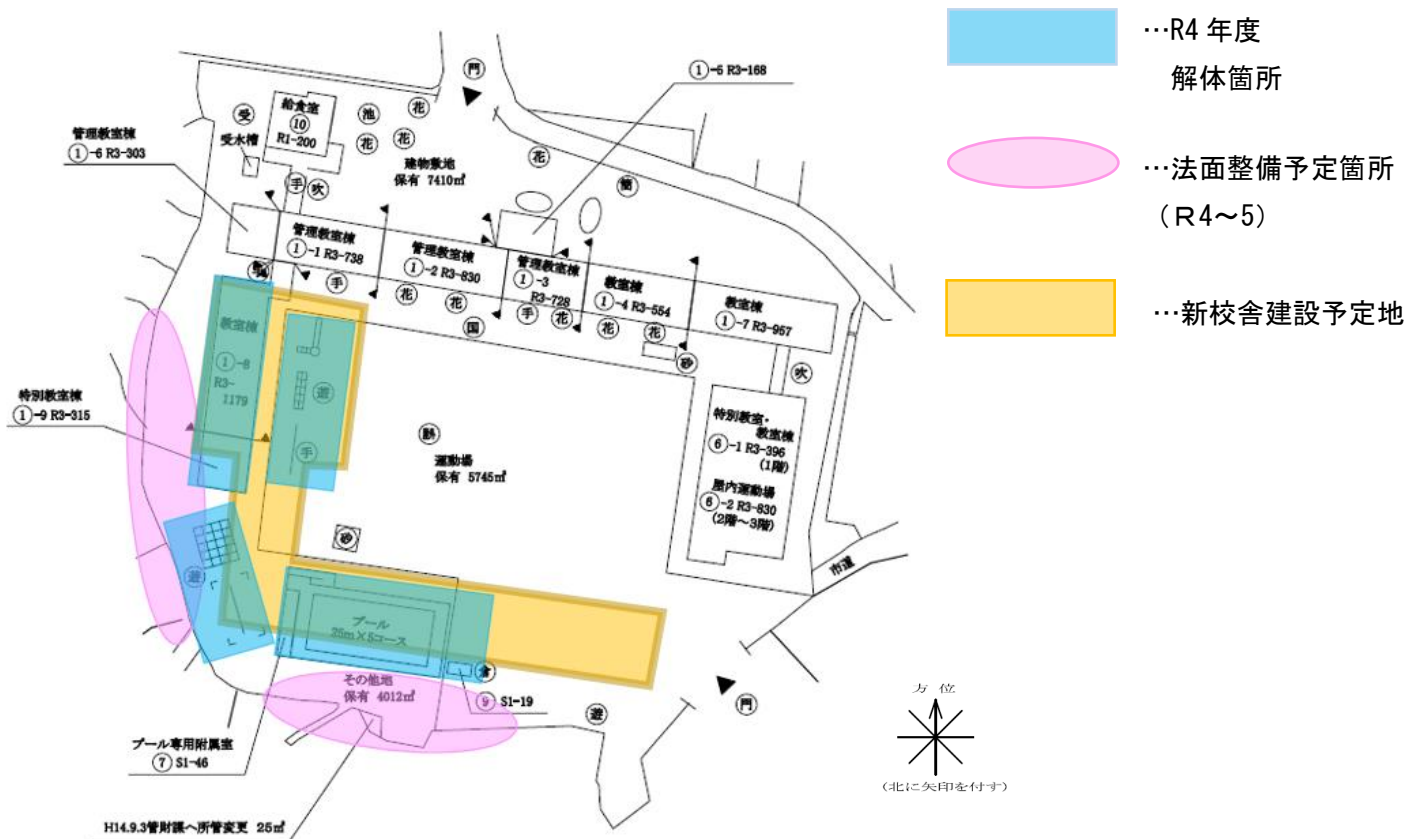 …R4 年度
解体箇所
…法面整備予定箇所
(R4～5)
…新校舎建設予定地
門
①-5 R3-168
受
受水槽
給食室
⑩
R1-200
池
花
花
花
花
管理教室棟
①-6 R3-303
建物敷地
保有 7410㎡
手
吹
管理教室棟
①-1 R3-738
管理教室棟
①-2 R3-830
管理教室棟
①-3
R3-728
教室棟
①-4 R3-554
教室棟
①-7 R3-967
手
花
花
国
手
花
花
花
砂
吹
教室棟
①-8
R3-
1179
遊
手
特別教室棟
①-9 R3-315
運動場
保有 5745㎡
特別教室・
教室棟
⑥-1 R3-396
(1階)
屋内運動場
⑥-2 R3-830
(2階～3階)
砂
遊
市道
プール
25m×5コース
倉
⑨ S1-19
その他地
保有 4012㎡
遊
門
プール専用附属室
⑦ S1-46
H14.9.3管財課へ所管変更 25㎡
方 位
(北に矢印を付す)